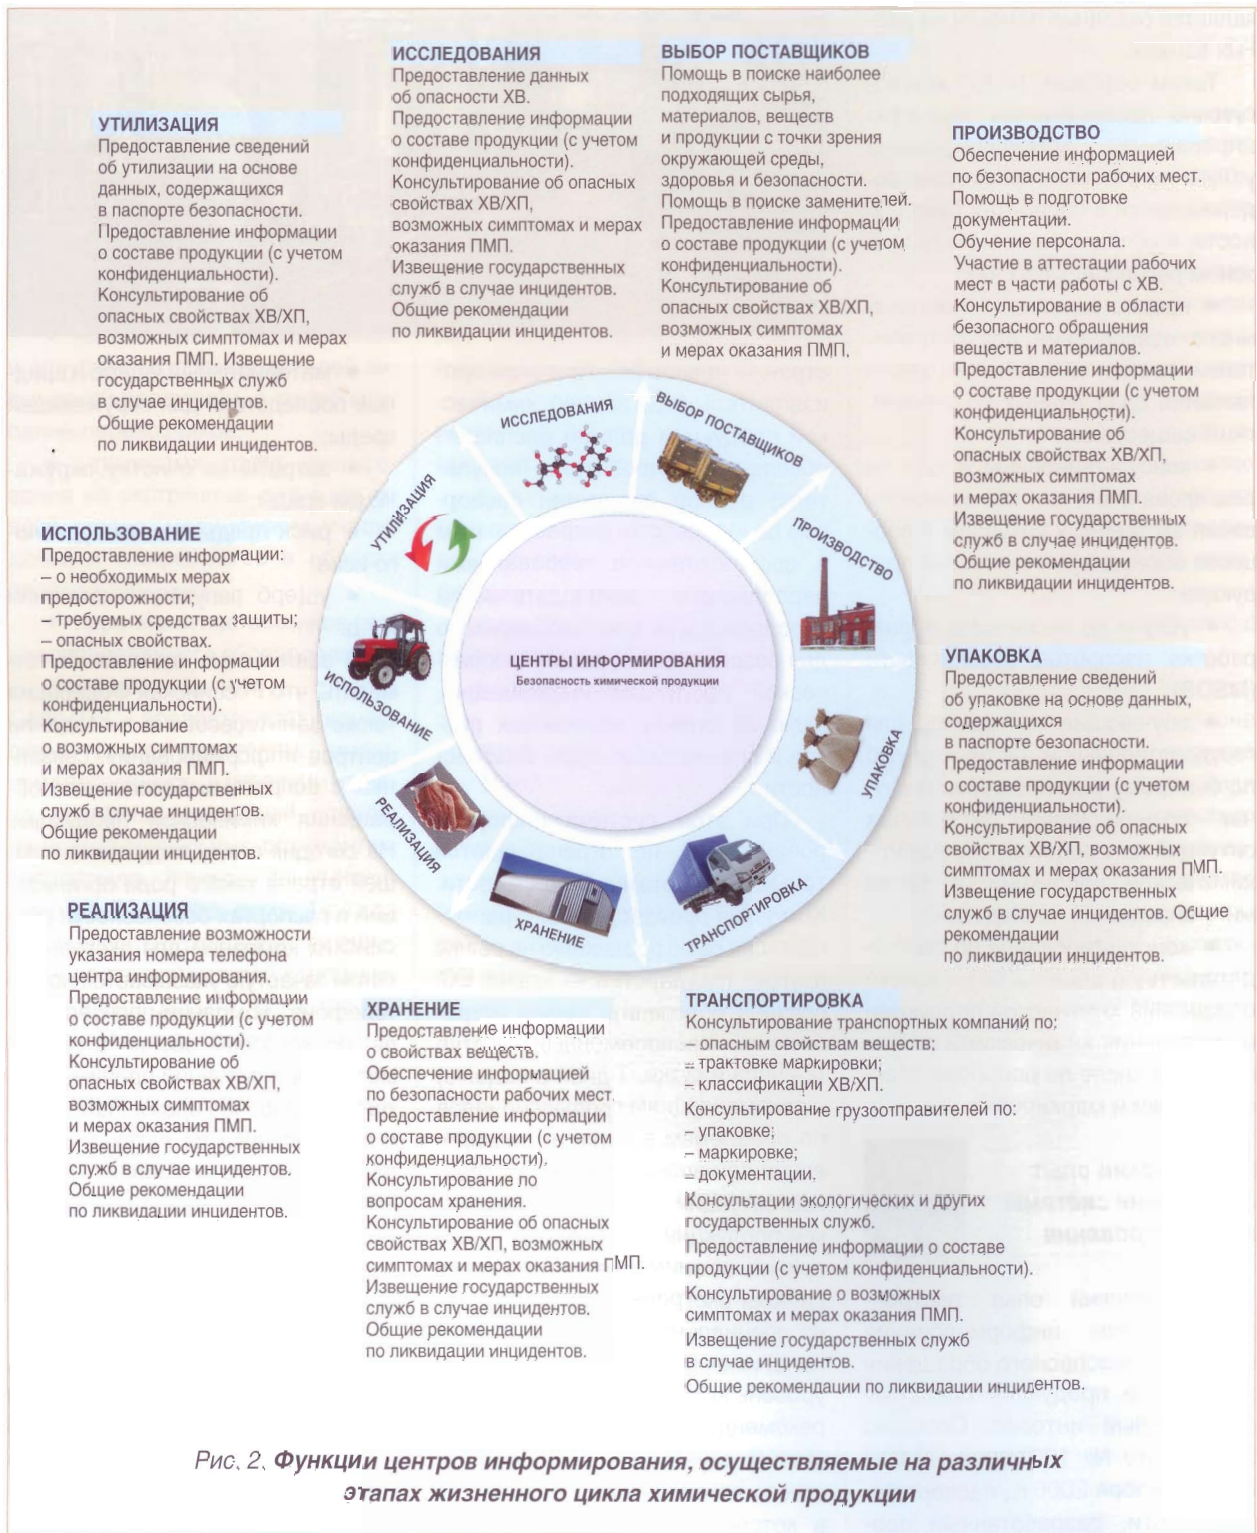 ИССЛЕДОВАНИЯ
Предоставление данных
об опасности ХВ.
Предоставление информации
о составе продукции (с учетом
конфиденциальности).
Консультирование об опасных
свойствах ХВ/ХП,
возможных симптомах и мерах
оказания ПМП.
Извещение государственных
служб в случае инцидентов.
Общие рекомендации
по ликвидации инцидентов.
ВЫБОР ПОСТАВЩИКОВ
Помощь в поиске наиболее
подходящих сырья,
материалов, веществ
и продукции с точки зрения
окружающей среды,
здоровья и безопасности.
Помощь в поиске заменителей.
Предоставление информации
о составе продукции (с учетом
конфиденциальности).
Консультирование об
опасных свойствах ХВ/ХП,
возможных симптомах
и мерах оказания ПМП.
ПРОИЗВОДСТВО
Обеспечение информацией
по безопасности рабочих мест.
Помощь в подготовке
документации.
Обучение персонала.
Участие в аттестации рабочих
мест в части работы с ХВ.
Консультирование в области
безопасного обращения
веществ и материалов.
Предоставление информации
о составе продукции (с учетом
конфиденциальности).
Консультирование об
опасных свойствах ХВ/ХП,
возможных симптомах
и мерах оказания ПМП.
Извещение государственных
служб в случае инцидентов.
Общие рекомендации
по ликвидации инцидентов.
УТИЛИЗАЦИЯ
Предоставление сведений
об утилизации на основе
данных, содержащихся
в паспорте безопасности.
Предоставление информации
о составе продукции (с учетом
конфиденциальности).
Консультирование об
опасных свойствах ХВ/ХП,
возможных симптомах и мерах
оказания ПМП. Извещение
государственных служб
в случае инцидентов.
Общие рекомендации
по ликвидации инцидентов.
ИСПОЛЬЗОВАНИЕ
Предоставление информации:
– о необходимых мерах
предосторожности;
– требуемых средствах защиты;
– опасных свойствах.
Предоставление информации
о составе продукции (с учетом
конфиденциальности).
Консультирование
о возможных симптомах
и мерах оказания ПМП.
Извещение государственных
служб в случае инцидентов.
Общие рекомендации
по ликвидации инцидентов.
ИССЛЕДОВАНИЯ
ВЫБОР ПОСТАВЩИКОВ
ПРОИЗВОДСТВО
УПАКОВКА
ТРАНСПОРТИРОВКА
ХРАНЕНИЕ
РЕАЛИЗАЦИЯ
ИСПОЛЬЗОВАНИЕ
УТИЛИЗАЦИЯ
ЦЕНТРЫ ИНФОРМИРОВАНИЯ
Безопасность химической продукции
УПАКОВКА
Предоставление сведений
об упаковке на основе данных,
содержащихся
в паспорте безопасности.
Предоставление информации
о составе продукции (с учетом
конфиденциальности).
Консультирование об опасных
свойствах ХВ/ХП, возможных
симптомах и мерах оказания ПМП.
Извещение государственных
служб в случае инцидентов. Общие
рекомендации
по ликвидации инцидентов.
РЕАЛИЗАЦИЯ
Предоставление возможности
указания номера телефона
центра информирования.
Предоставление информации
о составе продукции (с учетом
конфиденциальности).
Консультирование об
опасных свойствах ХВ/ХП,
возможных симптомах
и мерах оказания ПМП.
Извещение государственных
служб в случае инцидентов.
Общие рекомендации
по ликвидации инцидентов.
ХРАНЕНИЕ
Предоставление информации
о свойствах веществ.
Обеспечение информацией
по безопасности рабочих мест.
Предоставление информации
о составе продукции (с учетом
конфиденциальности).
Консультирование по
вопросам хранения.
Консультирование об опасных
свойствах ХВ/ХП, возможных
симптомах и мерах оказания ПМП.
Извещение государственных
служб в случае инцидентов.
Общие рекомендации
по ликвидации инцидентов.
ТРАНСПОРТИРОВКА
Консультирование транспортных компаний по:
– опасным свойствам веществ;
– трактовке маркировки;
– классификации ХВ/ХП.
Консультирование грузоотправителей по:
– упаковке;
– маркировке;
– документации.
Консультации экологических и других
государственных служб.
Предоставление информации о составе
продукции (с учетом конфиденциальности).
Консультирование о возможных
симптомах и мерах оказания ПМП.
Извещение государственных служб
в случае инцидентов.
Общие рекомендации по ликвидации инцидентов.
Рис. 2. Функции центров информирования, осуществляемые на различных
этапах жизненного цикла химической продукции